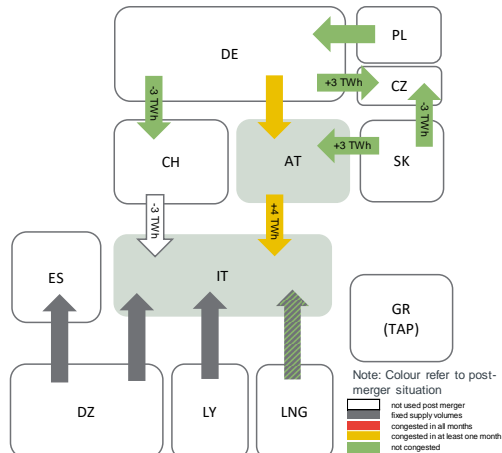 PL
DE
+3 TWh
CZ
-3 TWh
-3 TWh
+3 TWh
CH
AT
SK
-3 TWh
+4 TWh
ES
IT
GR
(TAP)
DZ
LY
LNG
Note: Colour refer to post-
merger situation
not used post merger
fixed supply volumes
congested in all months
congested in at least one month
not congested